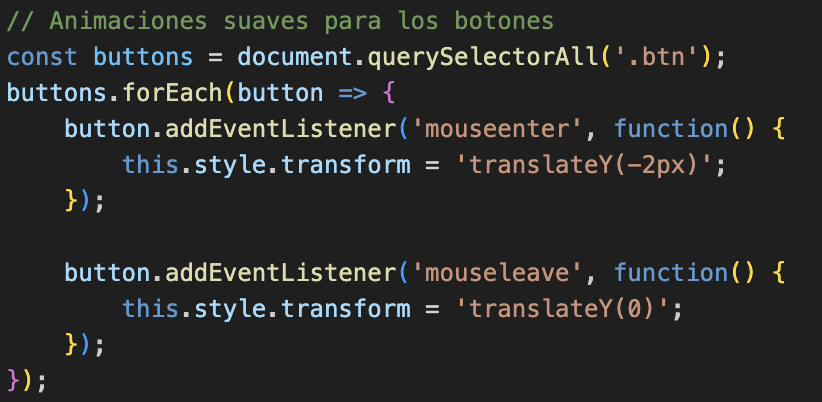 // Animaciones suaves para los botones
const buttons = document.querySelectorAll('.btn');
buttons.forEach(button => {
    button.addEventListener('mouseenter', function() {
        this.style.transform = 'translateY(-2px)';
    });

    button.addEventListener('mouseleave', function() {
        this.style.transform = 'translateY(0)';
    });
});